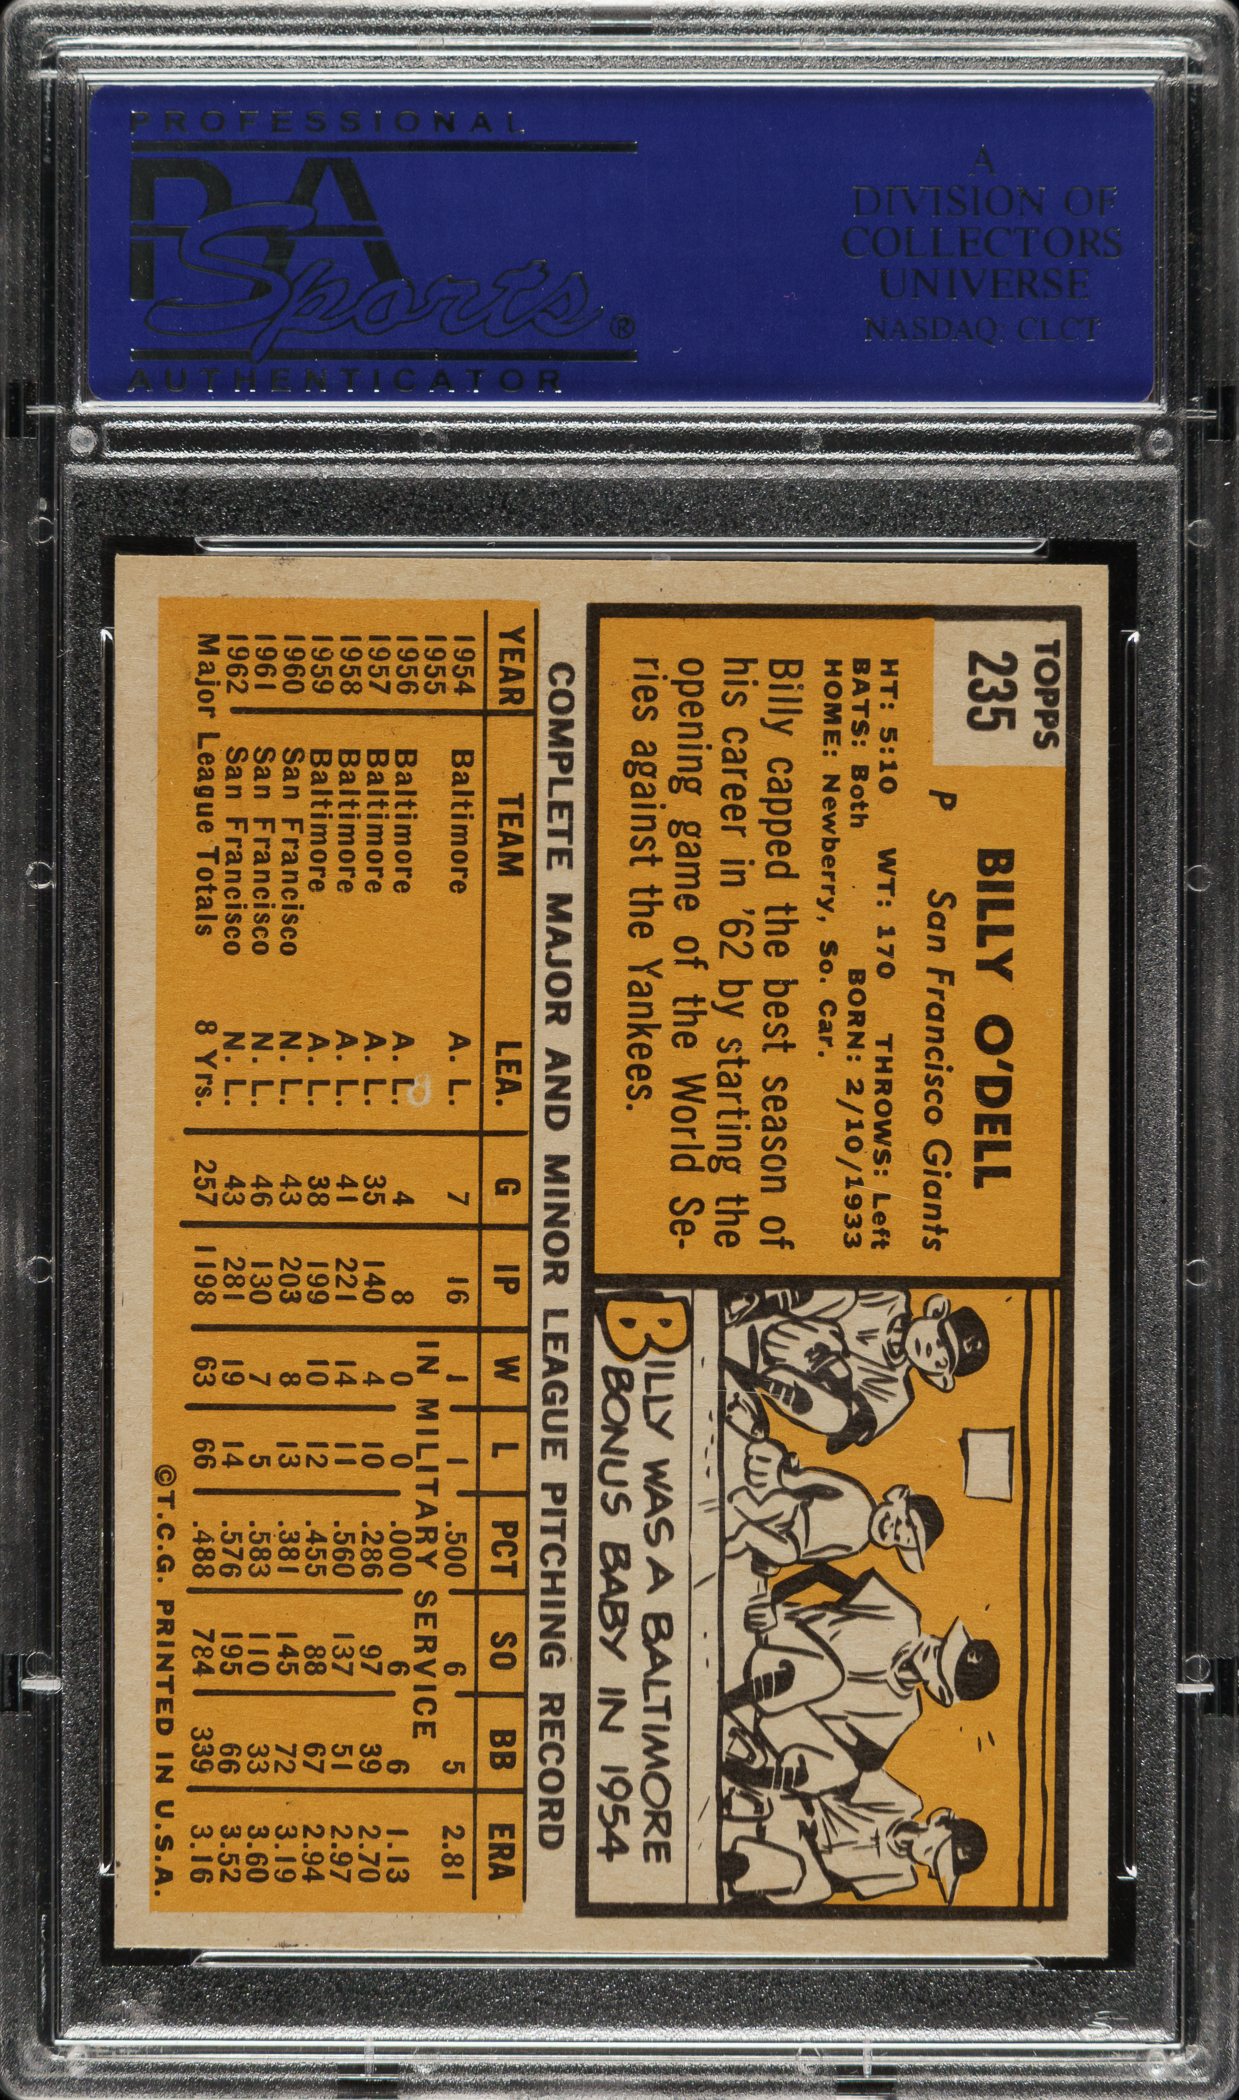 PROFESSIONAL
PSA
Sports®
AUTHENTICATOR
A
DIVISION OF
COLLECTORS
UNIVERSE
NASDAQ: CLCT
TOPPS
235
BILLY O'DELL
P San Francisco Giants
HT: 5:10 WT: 170 THROWS: Left
BATS: Both BORN: 2/10/1933
HOME: Newberry, So. Car.
Billy capped the best season of
his career in '62 by starting the
opening game of the World Se-
ries against the Yankees.
BILLY WAS A BALTIMORE
BONUS BABY IN 1954
COMPLETE MAJOR AND MINOR LEAGUE PITCHING RECORD
YEAR TEAM LEA. G IP W L PCT SO BB ERA
1954 Baltimore A. L. 7 16 1 1 .500 6 5 2.81
1955 IN MILITARY SERVICE
1956 Baltimore A. L. 4 8 0 0 .000 6 6 1.13
1957 Baltimore A. L. 35 140 4 10 .286 97 39 2.70
1958 Baltimore A. L. 41 221 14 11 .560 137 51 2.97
1959 Baltimore A. L. 38 199 10 12 .455 88 67 2.94
1960 San Francisco N. L. 43 203 8 13 .381 145 72 3.19
1961 San Francisco N. L. 46 130 7 5 .583 110 33 3.60
1962 San Francisco N. L. 43 281 19 14 .576 195 66 3.52
Major League Totals 8 Yrs. 257 1198 63 66 .488 784 339 3.16
©T.C.G. PRINTED IN U.S.A.